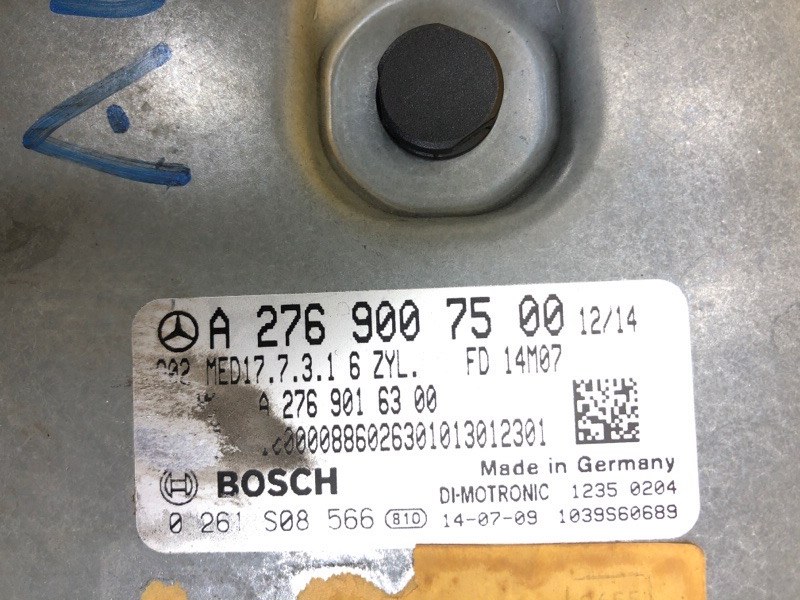 A 276 900 75 00 12/14
MED17.7.3.1 6 ZYL. FD 14M07
A 276 901 63 00
0000886026301013012301
Made in Germany
BOSCH DI-MOTRONIC 1235 0204
0 261 S08 566 810 14-07-09 1039S60689